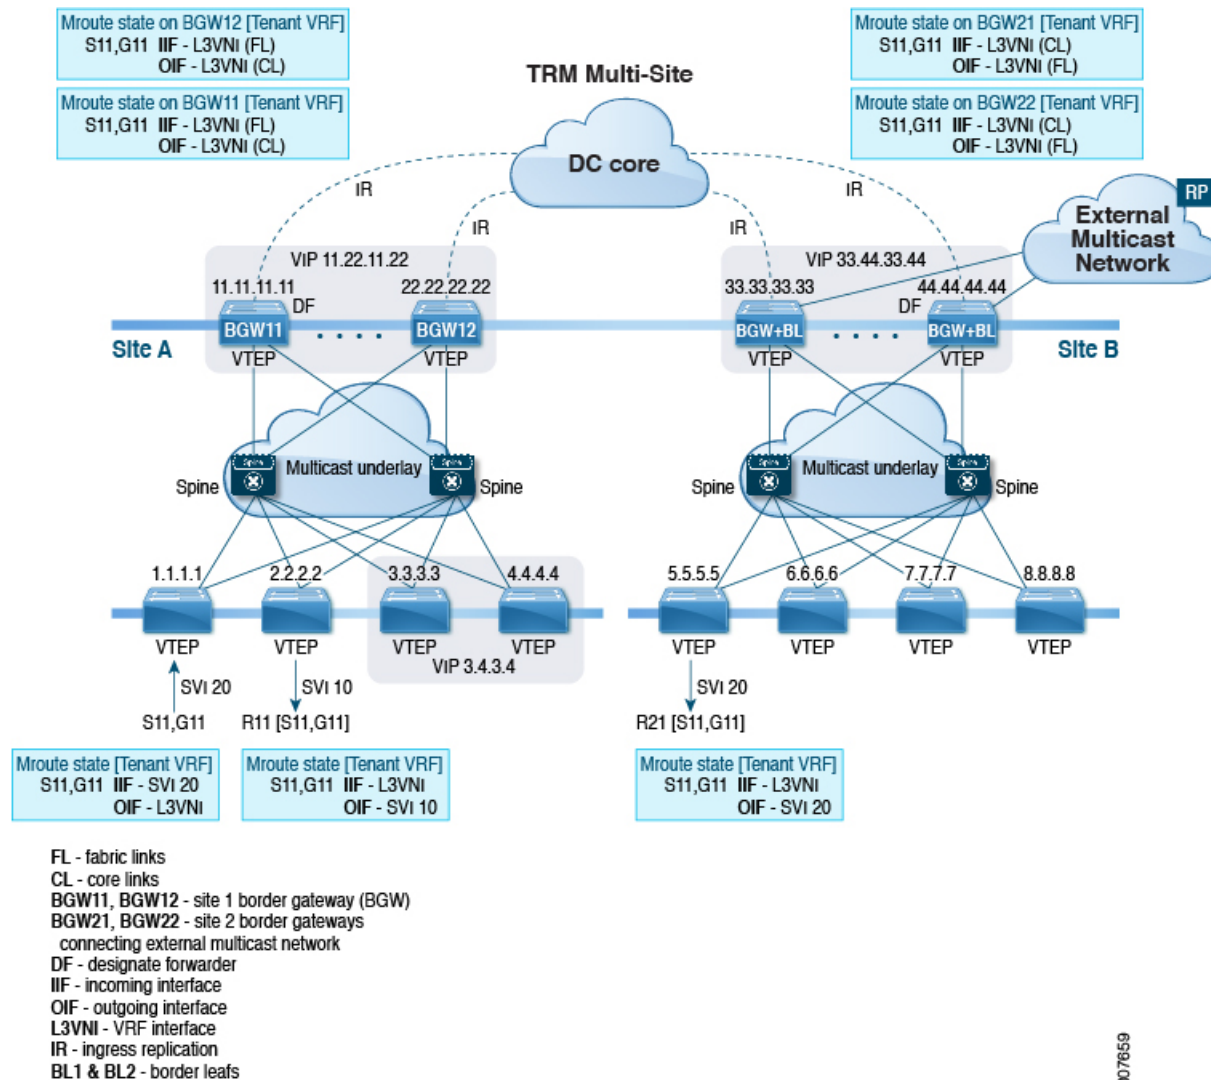 Mroute state on BGW12 [Tenant VRF]
S11,G11 IIF - L3VNI (FL)
OIF - L3VNI (CL)
Mroute state on BGW11 [Tenant VRF]
S11,G11 IIF - L3VNI (FL)
OIF - L3VNI (CL)
Mroute state on BGW21 [Tenant VRF]
S11,G11 IIF - L3VNI (CL)
OIF - L3VNI (FL)
Mroute state on BGW22 [Tenant VRF]
S11,G11 IIF - L3VNI (CL)
OIF - L3VNI (FL)
TRM Multi-Site
DC core
IR
IR
IR
IR
RP
External
Multicast
Network
VIP 11.22.11.22
VIP 33.44.33.44
11.11.11.11
22.22.22.22
33.33.33.33
44.44.44.44
DF
DF
BGW11
BGW12
BGW+BL
BGW+BL
Site A
Site B
VTEP
VTEP
VTEP
VTEP
Spine
Spine
Spine
Spine
Multicast underlay
Multicast underlay
Spine
Spine
Spine
Spine
1.1.1.1
2.2.2.2
3.3.3.3
4.4.4.4
5.5.5.5
6.6.6.6
7.7.7.7
8.8.8.8
VTEP
VTEP
VTEP
VTEP
VTEP
VTEP
VTEP
VTEP
VIP 3.4.3.4
SVI 20
SVI 10
SVI 20
S11,G11
R11 [S11,G11]
R21 [S11,G11]
Mroute state [Tenant VRF]
S11,G11 IIF - SVI 20
OIF - L3VNI
Mroute state [Tenant VRF]
S11,G11 IIF - L3VNI
OIF - SVI 10
Mroute state [Tenant VRF]
S11,G11 IIF - L3VNI
OIF - SVI 20
FL - fabric links
CL - core links
BGW11, BGW12 - site 1 border gateway (BGW)
BGW21, BGW22 - site 2 border gateways
connecting external multicast network
DF - designate forwarder
IIF - incoming interface
OIF - outgoing interface
L3VNI - VRF interface
IR - ingress replication
BL1 & BL2 - border leafs